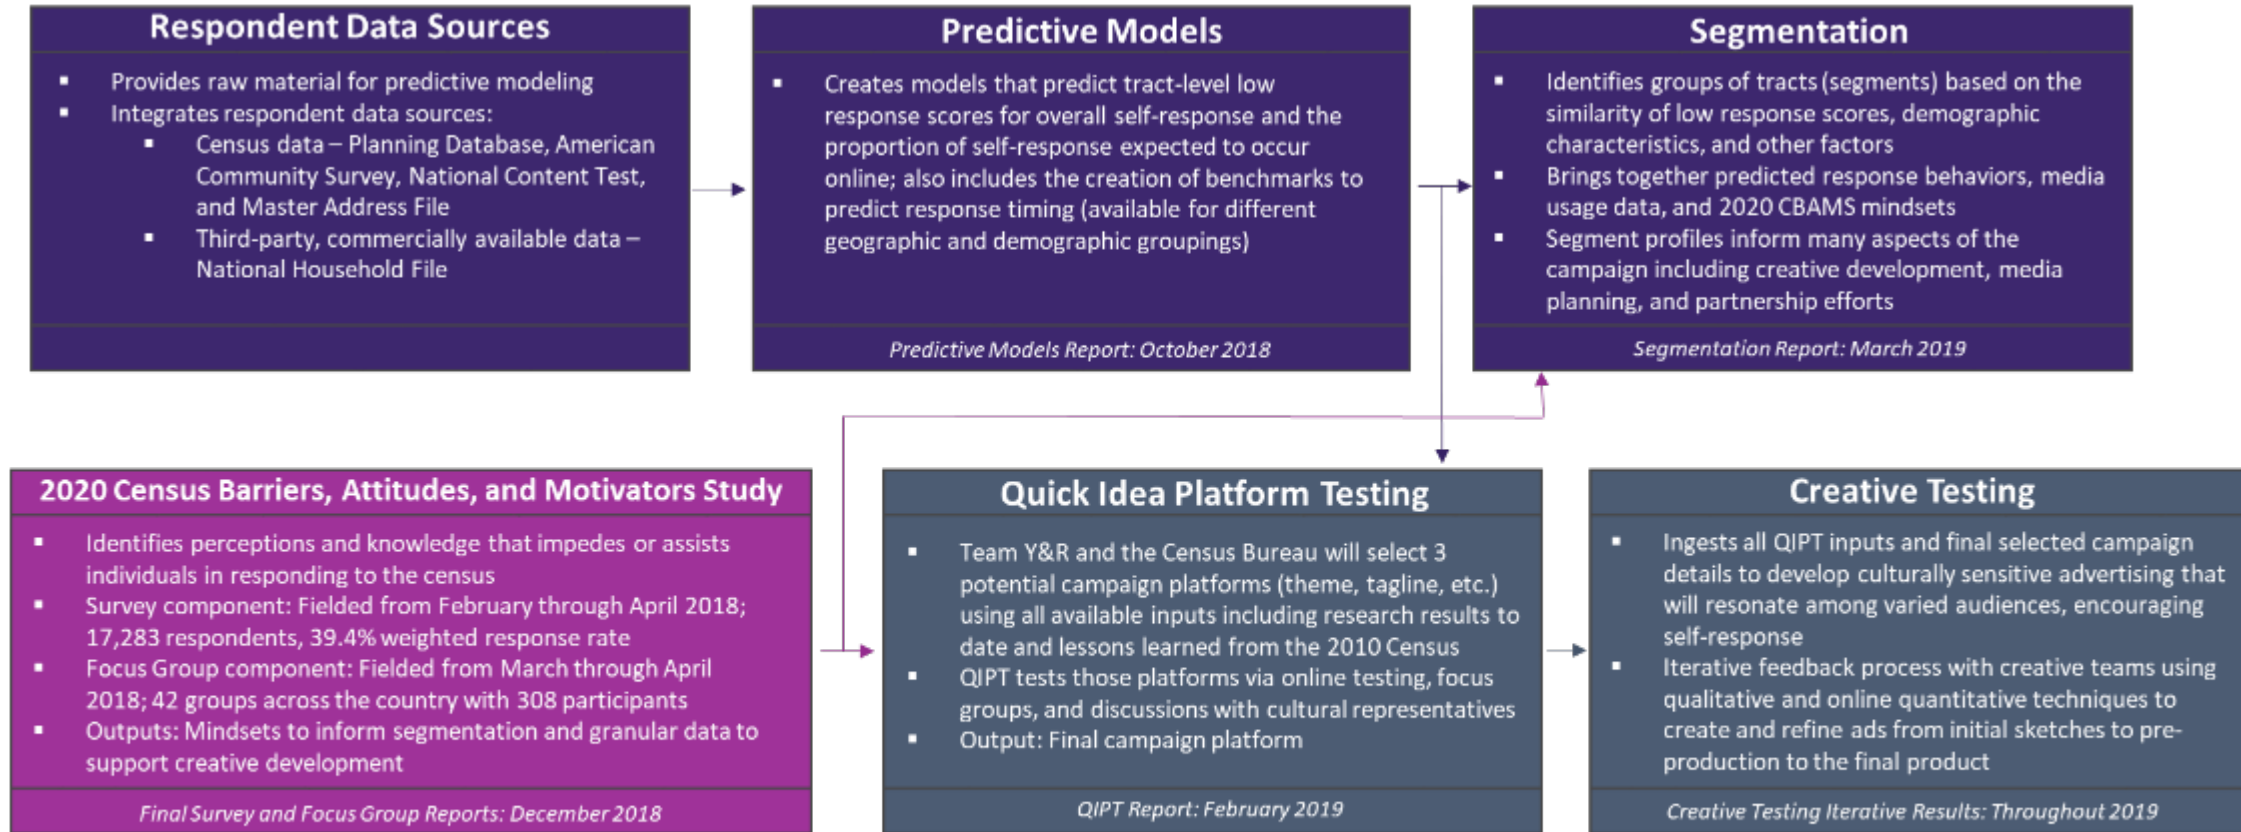 Respondent Data Sources
▪ Provides raw material for predictive modeling
▪ Integrates respondent data sources:
▪ Census data – Planning Database, American
Community Survey, National Content Test,
and Master Address File
▪ Third-party, commercially available data –
National Household File
Predictive Models
▪ Creates models that predict tract-level low
response scores for overall self-response and the
proportion of self-response expected to occur
online; also includes the creation of benchmarks to
predict response timing (available for different
geographic and demographic groupings)
Predictive Models Report: October 2018
Segmentation
▪ Identifies groups of tracts (segments) based on the
similarity of low response scores, demographic
characteristics, and other factors
▪ Brings together predicted response behaviors, media
usage data, and 2020 CBAMS mindsets
▪ Segment profiles inform many aspects of the
campaign including creative development, media
planning, and partnership efforts
Segmentation Report: March 2019
2020 Census Barriers, Attitudes, and Motivators Study
▪ Identifies perceptions and knowledge that impedes or assists
individuals in responding to the census
▪ Survey component: Fielded from February through April 2018;
17,283 respondents, 39.4% weighted response rate
▪ Focus Group component: Fielded from March through April
2018; 42 groups across the country with 308 participants
▪ Outputs: Mindsets to inform segmentation and granular data to
support creative development
Final Survey and Focus Group Reports: December 2018
Quick Idea Platform Testing
▪ Team Y&R and the Census Bureau will select 3
potential campaign platforms (theme, tagline, etc.)
using all available inputs including research results to
date and lessons learned from the 2010 Census
▪ QIPT tests those platforms via online testing, focus
groups, and discussions with cultural representatives
▪ Output: Final campaign platform
QIPT Report: February 2019
Creative Testing
▪ Ingests all QIPT inputs and final selected campaign
details to develop culturally sensitive advertising that
will resonate among varied audiences, encouraging
self-response
▪ Iterative feedback process with creative teams using
qualitative and online quantitative techniques to
create and refine ads from initial sketches to pre-
production to the final product
Creative Testing Iterative Results: Throughout 2019